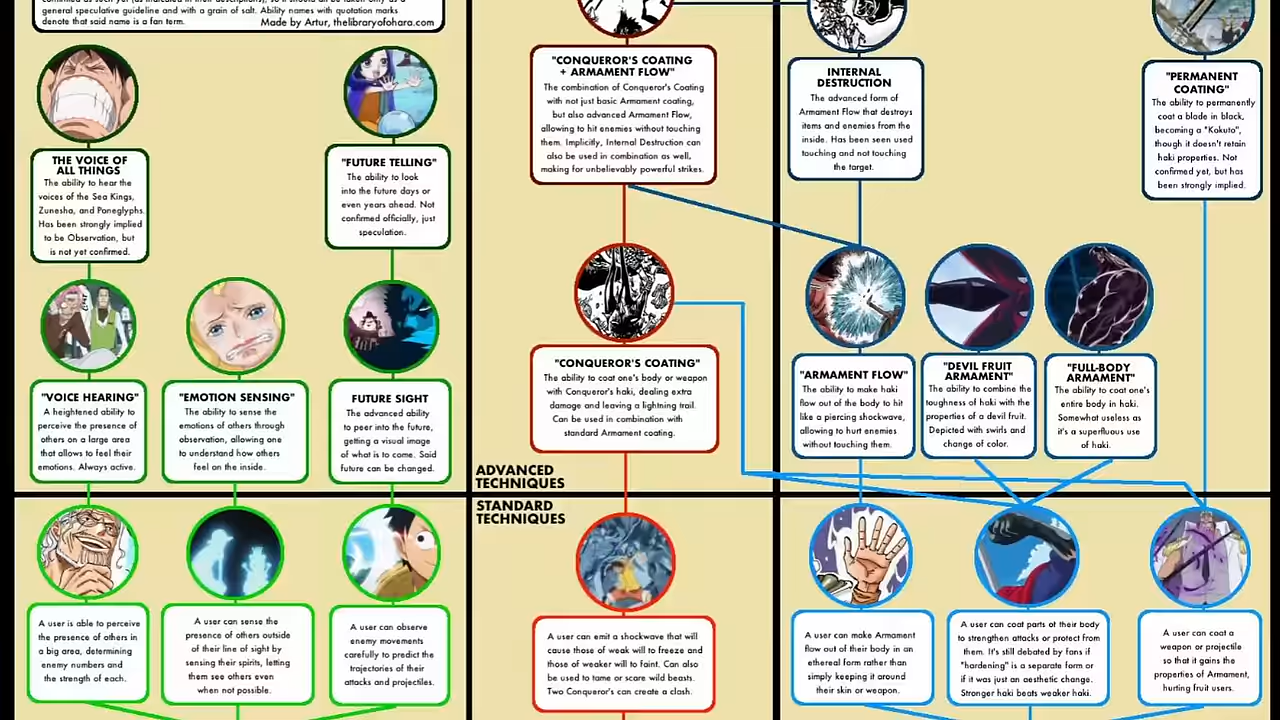 general speculative guideline and with a grain of salt. Ability names with quotation marks
denote that said name is a fan term.
Made by Artur, thelibraryofohara.com
THE VOICE OF
ALL THINGS
The ability to hear the
voices of the Sea Kings,
Zunesha, and Poneglyphs.
Has been strongly implied
to be Observation, but
is not yet confirmed.
"FUTURE TELLING"
The ability to look
into the future days or
even years ahead. Not
confirmed officially, just
speculation.
"CONQUEROR'S COATING
+ ARMAMENT FLOW"
The combination of Conqueror's Coating
with not just basic Armament coating,
but also advanced Armament Flow,
allowing to hit enemies without touching
them. Implicitly, Internal Destruction can
also be used in combination as well,
making for unbelievably powerful strikes.
INTERNAL
DESTRUCTION
The advanced form of
Armament Flow that destroys
items and enemies from the
inside. Has been seen used
touching and not touching
the target.
"PERMANENT
COATING"
The ability to permanently
coat a blade in black,
becoming a "Kokuto",
though it doesn't retain
haki properties. Not
confirmed yet, but has
been strongly implied.
"VOICE HEARING"
A heightened ability to
perceive the presence of
others on a large area
that allows to feel their
emotions. Always active.
"EMOTION SENSING"
The ability to sense the
emotions of others through
observation, allowing one
to understand how others
feel on the inside.
FUTURE SIGHT
The advanced ability
to peer into the future,
getting a visual image
of what is to come. Said
future can be changed.
"CONQUEROR'S COATING"
The ability to coat one's body or weapon
with Conqueror's haki, dealing extra
damage and leaving a lightning trail.
Can be used in combination with
standard Armament coating.
"ARMAMENT FLOW"
The ability to make haki
flow out of the body to hit
like a piercing shockwave,
allowing to hurt enemies
without touching them.
"DEVIL FRUIT
ARMAMENT"
The ability to combine the
toughness of haki with the
properties of a devil fruit.
Depicted with swirls and
change of color.
"FULL-BODY
ARMAMENT"
The ability to coat one's
entire body in haki.
Somewhat useless as
it's a superfluous use
of haki.
ADVANCED
TECHNIQUES
STANDARD
TECHNIQUES
A user is able to perceive
the presence of others in
a big area, determining
enemy numbers and
the strength of each.
A user can sense the
presence of others outside
of their line of sight by
sensing their spirits, letting
them see others even
when not possible.
A user can observe
enemy movements
carefully to predict the
trajectories of their
attacks and projectiles.
A user can emit a shockwave that will
cause those of weak will to freeze and
those of weaker will to faint. Can also
be used to tame or scare wild beasts.
Two Conqueror's can create a clash.
A user can make Armament
flow out of their body in an
ethereal form rather than
simply keeping it around
their skin or weapon.
A user can coat parts of their body
to strengthen attacks or protect from
them. It's still debated by fans if
"hardening" is a separate form or
if it was just an aesthetic change.
Stronger haki beats weaker haki.
A user can coat a
weapon or projectile
so that it gains the
properties of Armament,
hurting fruit users.